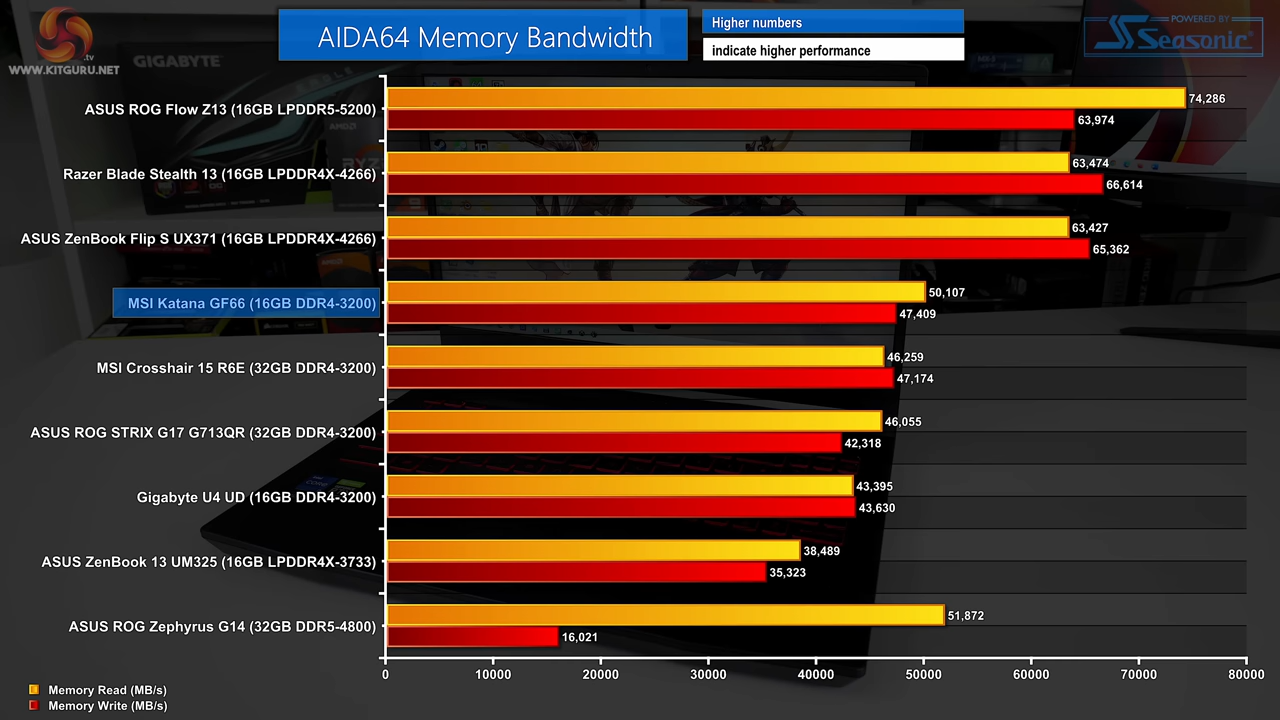 AIDA64 Memory Bandwidth
Higher numbers
indicate higher performance
POWERED BY
Seasonic
.tv
WWW.KITGURU.NET
GIGABYTE
ASUS ROG Flow Z13 (16GB LPDDR5-5200)
74,286
63,974
Razer Blade Stealth 13 (16GB LPDDR4X-4266)
63,474
66,614
ASUS ZenBook Flip S UX371 (16GB LPDDR4X-4266)
63,427
65,362
MSI Katana GF66 (16GB DDR4-3200)
50,107
47,409
MSI Crosshair 15 R6E (32GB DDR4-3200)
46,259
47,174
ASUS ROG STRIX G17 G713QR (32GB DDR4-3200)
46,055
42,318
Gigabyte U4 UD (16GB DDR4-3200)
43,395
43,630
ASUS ZenBook 13 UM325 (16GB LPDDR4X-3733)
38,489
35,323
ASUS ROG Zephyrus G14 (32GB DDR5-4800)
51,872
16,021
0 10000 20000 30000 40000 50000 60000 70000 80000
Memory Read (MB/s)
Memory Write (MB/s)